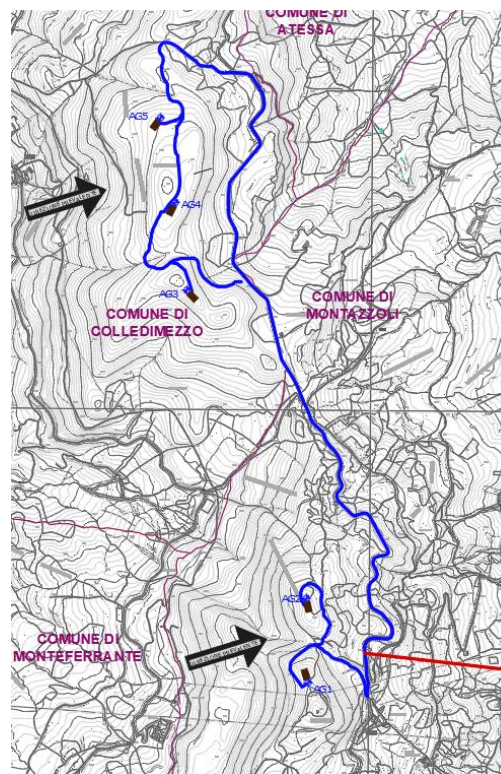 COMUNE DI
ATESSA
AG5
AG4
AG3
COMUNE DI
COLLEDIMEZZO
COMUNE DI
MONTAZZOLI
AG2
COMUNE DI
MONTEFERRANTE
AG1